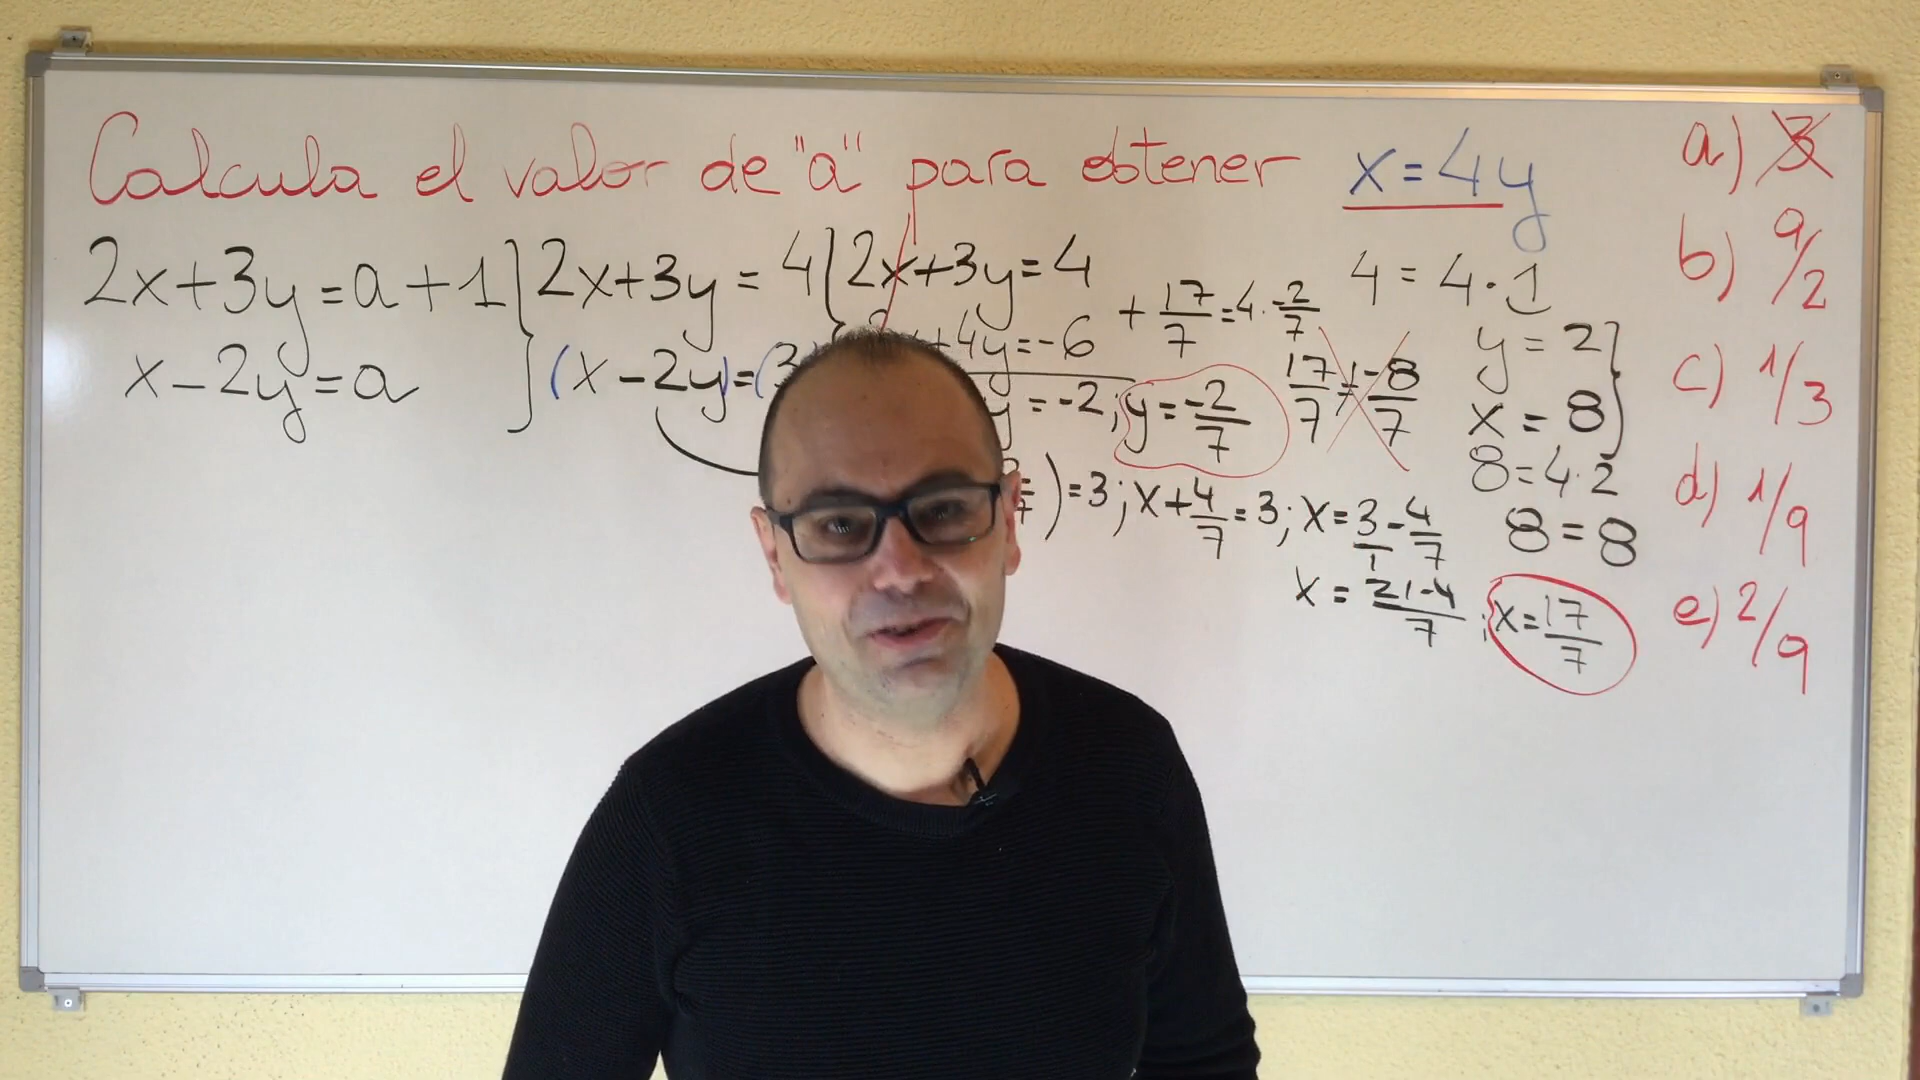 Calcula el valor de "a" para obtener x=4y
2x+3y=a+1
x-2y=a
2x+3y=4
(x-2y)=(3
2x+3y=4
+4y=-6
y=-2; y=-2/7
)=3; x+4/7=3; x=3/1-4/7
x=21-4/7; x=17/7
4=4·1
+17/7=4·-2/7
17/7≠-8/7
y=2
x=8
8=4·2
8=8
a) 3
b) 9/2
c) 1/3
d) 1/9
e) 2/9